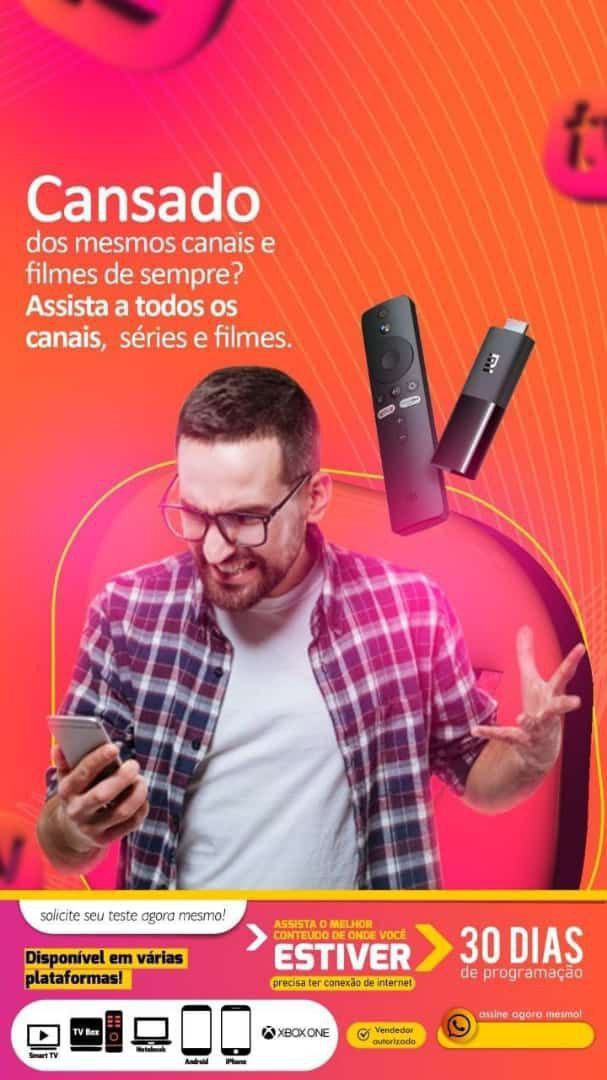 Cansado
dos mesmos canais e
filmes de sempre?
Assista a todos os
canais, séries e filmes.
solicite seu teste agora mesmo!
Disponível em várias
plataformas!
ASSISTA O MELHOR
CONTEÚDO DE ONDE VOCÊ
ESTIVER
precisa ter conexão de internet
30 DIAS
de programação
TV Box
Smart TV
Notebook
Android
iPhone
XBOX ONE
Vendedor
autorizado
assine agora mesmo!